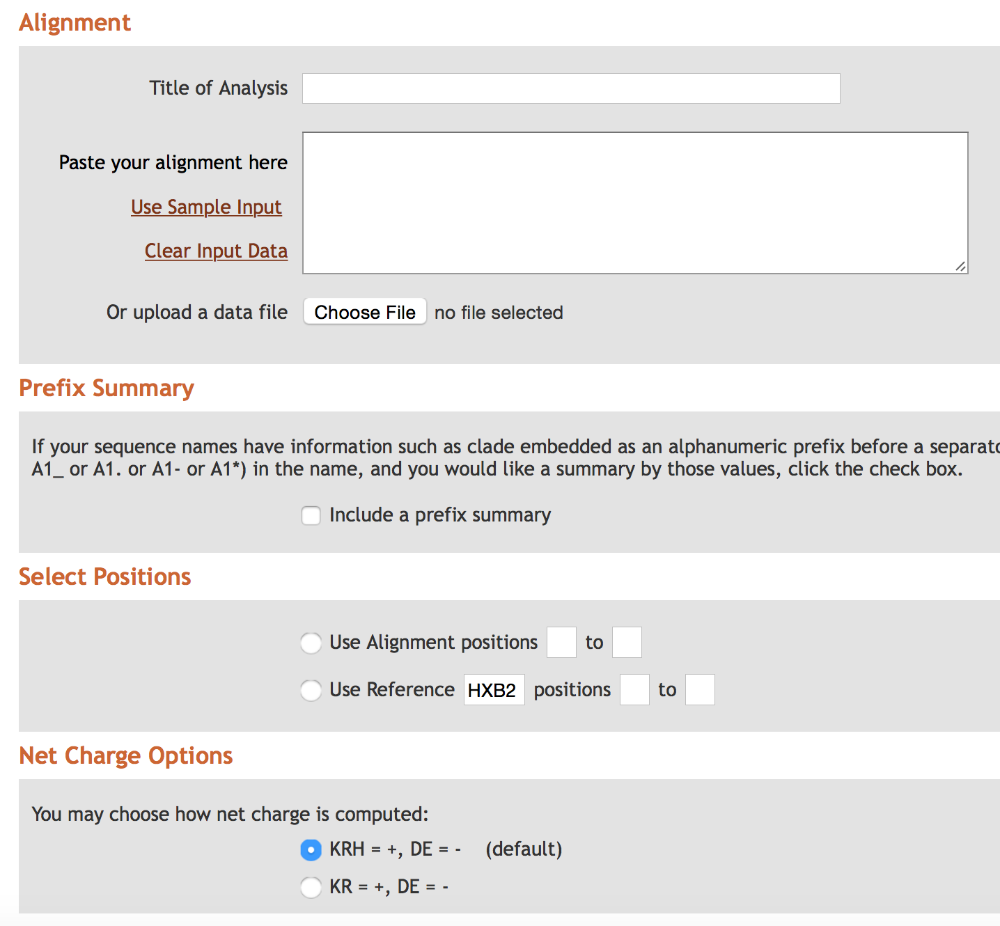 Alignment
Title of Analysis
Paste your alignment here
Use Sample Input
Clear Input Data
Or upload a data file Choose File no file selected
Prefix Summary
If your sequence names have information such as clade embedded as an alphanumeric prefix before a
A1_ or A1. or A1- or A1*) in the name, and you would like a summary by those values, click the check box.
Include a prefix summary
Select Positions
Use Alignment positions to
Use Reference HXB2 positions to
Net Charge Options
You may choose how net charge is computed:
KRH = +, DE = - (default)
KR = +, DE = -